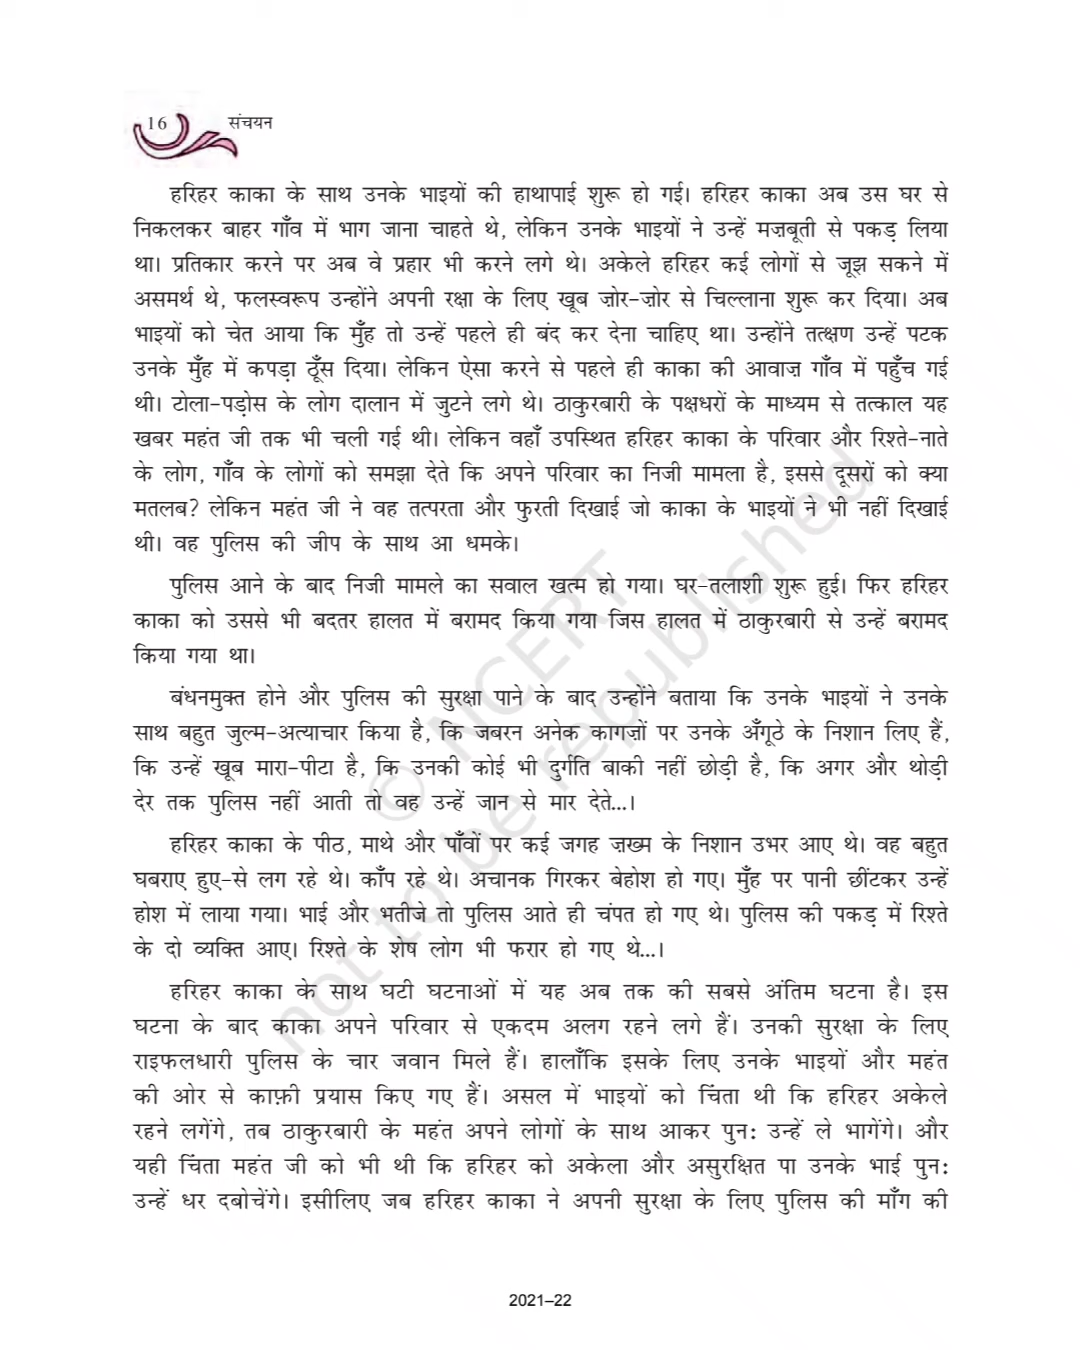 16 संचयन
हरिहर काका के साथ उनके भाइयों की हाथापाई शुरू हो गई। हरिहर काका अब उस घर से
निकलकर बाहर गाँव में भाग जाना चाहते थे, लेकिन उनके भाइयों ने उन्हें मज़बूती से पकड़ लिया
था। प्रतिकार करने पर अब वे प्रहार भी करने लगे थे। अकेले हरिहर कई लोगों से जूझ सकने में
असमर्थ थे, फलस्वरूप उन्होंने अपनी रक्षा के लिए खूब ज़ोर-ज़ोर से चिल्लाना शुरू कर दिया। अब
भाइयों को चेत आया कि मुँह तो उन्हें पहले ही बंद कर देना चाहिए था। उन्होंने तत्क्षण उन्हें पटक
उनके मुँह में कपड़ा ठूँस दिया। लेकिन ऐसा करने से पहले ही काका की आवाज़ गाँव में पहुँच गई
थी। टोला-पड़ोस के लोग दालान में जुटने लगे थे। ठाकुरबारी के पक्षधरों के माध्यम से तत्काल यह
खबर महंत जी तक भी चली गई थी। लेकिन वहाँ उपस्थित हरिहर काका के परिवार और रिश्ते-नाते
के लोग, गाँव के लोगों को समझा देते कि अपने परिवार का निजी मामला है, इससे दूसरों को क्या
मतलब? लेकिन महंत जी ने वह तत्परता और फुरती दिखाई जो काका के भाइयों ने भी नहीं दिखाई
थी। वह पुलिस की जीप के साथ आ धमके।
पुलिस आने के बाद निजी मामले का सवाल खत्म हो गया। घर-तलाशी शुरू हुई। फिर हरिहर
काका को उससे भी बदतर हालत में बरामद किया गया जिस हालत में ठाकुरबारी से उन्हें बरामद
किया गया था।
बंधनमुक्त होने और पुलिस की सुरक्षा पाने के बाद उन्होंने बताया कि उनके भाइयों ने उनके
साथ बहुत जुल्म-अत्याचार किया है, कि जबरन अनेक कागज़ों पर उनके अँगूठे के निशान लिए हैं,
कि उन्हें खूब मारा-पीटा है, कि उनकी कोई भी दुर्गति बाकी नहीं छोड़ी है, कि अगर और थोड़ी
देर तक पुलिस नहीं आती तो वह उन्हें जान से मार देते...।
हरिहर काका के पीठ, माथे और पाँवों पर कई जगह ज़ख्म के निशान उभर आए थे। वह बहुत
घबराए हुए-से लग रहे थे। काँप रहे थे। अचानक गिरकर बेहोश हो गए। मुँह पर पानी छींटकर उन्हें
होश में लाया गया। भाई और भतीजे तो पुलिस आते ही चंपत हो गए थे। पुलिस की पकड़ में रिश्ते
के दो व्यक्ति आए। रिश्ते के शेष लोग भी फरार हो गए थे...।
हरिहर काका के साथ घटी घटनाओं में यह अब तक की सबसे अंतिम घटना है। इस
घटना के बाद काका अपने परिवार से एकदम अलग रहने लगे हैं। उनकी सुरक्षा के लिए
राइफलधारी पुलिस के चार जवान मिले हैं। हालाँकि इसके लिए उनके भाइयों और महंत
की ओर से काफ़ी प्रयास किए गए हैं। असल में भाइयों को चिंता थी कि हरिहर अकेले
रहने लगेंगे, तब ठाकुरबारी के महंत अपने लोगों के साथ आकर पुन: उन्हें ले भागेंगे। और
यही चिंता महंत जी को भी थी कि हरिहर को अकेला और असुरक्षित पा उनके भाई पुन:
उन्हें धर दबोचेंगे। इसीलिए जब हरिहर काका ने अपनी सुरक्षा के लिए पुलिस की माँग की
© NCERT
not to be republished
2021–22